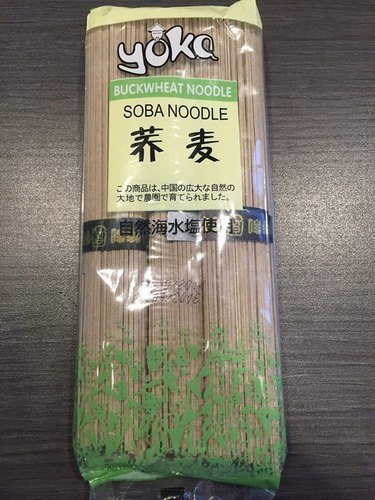 yoka
BUCKWHEAT NOODLE
SOBA NOODLE
荞麦
この商品は、中国の広大な自然の
大地で農園で育てられました。
自然海水塩使用